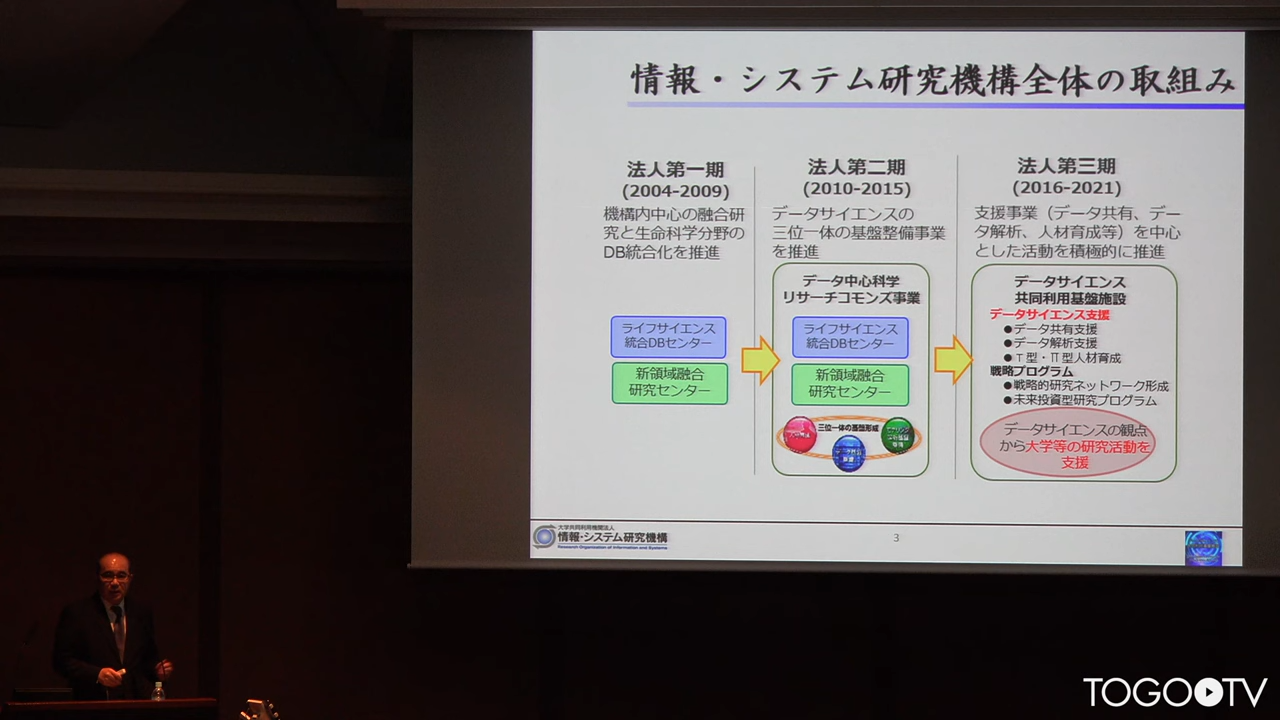 情報・システム研究機構全体の取組み
法人第一期
(2004-2009)
機構内中心の融合研
究と生命科学分野の
DB統合化を推進
ライフサイエンス
統合DBセンター
新領域融合
研究センター
法人第二期
(2010-2015)
データサイエンスの
三位一体の基盤整備事業
を推進
データ中心科学
リサーチコモンズ事業
ライフサイエンス
統合DBセンター
新領域融合
研究センター
三位一体の基盤形成
法人第三期
(2016-2021)
支援事業（データ共有、デー
タ解析、人材育成等）を中心
とした活動を積極的に推進
データサイエンス
共同利用基盤施設
データサイエンス支援
●データ共有支援
●データ解析支援
●T型・Π型人材育成
戦略プログラム
●戦略的研究ネットワーク形成
●未来投資型研究プログラム
データサイエンスの観点
から大学等の研究活動を
支援
大学共同利用機関法人
情報・システム研究機構
Research Organization of Information and Systems
3
TOGOTV